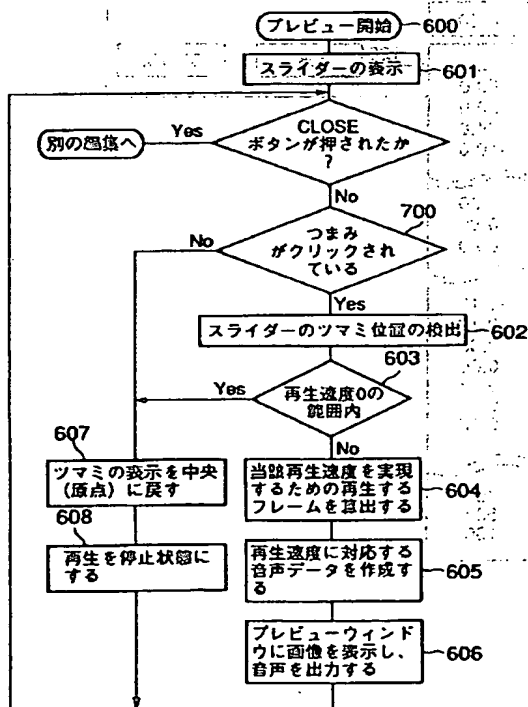 プレビュー開始
600
スライダーの表示
601
CLOSE
ボタンが押されたか
?
Yes
別の編集へ
No
700
つまみ
がクリックされ
ている
No
Yes
スライダーのツマミ位置の検出
602
603
再生速度0の
範囲内
Yes
No
607
ツマミの表示を中央
(原点)に戻す
608
再生を停止状態に
する
当該再生速度を実現
するための再生する
フレームを算出する
604
再生速度に対応する
音声データを作成す
る
605
プレビューウィンド
ウに画像を表示し、
音声を出力する
606